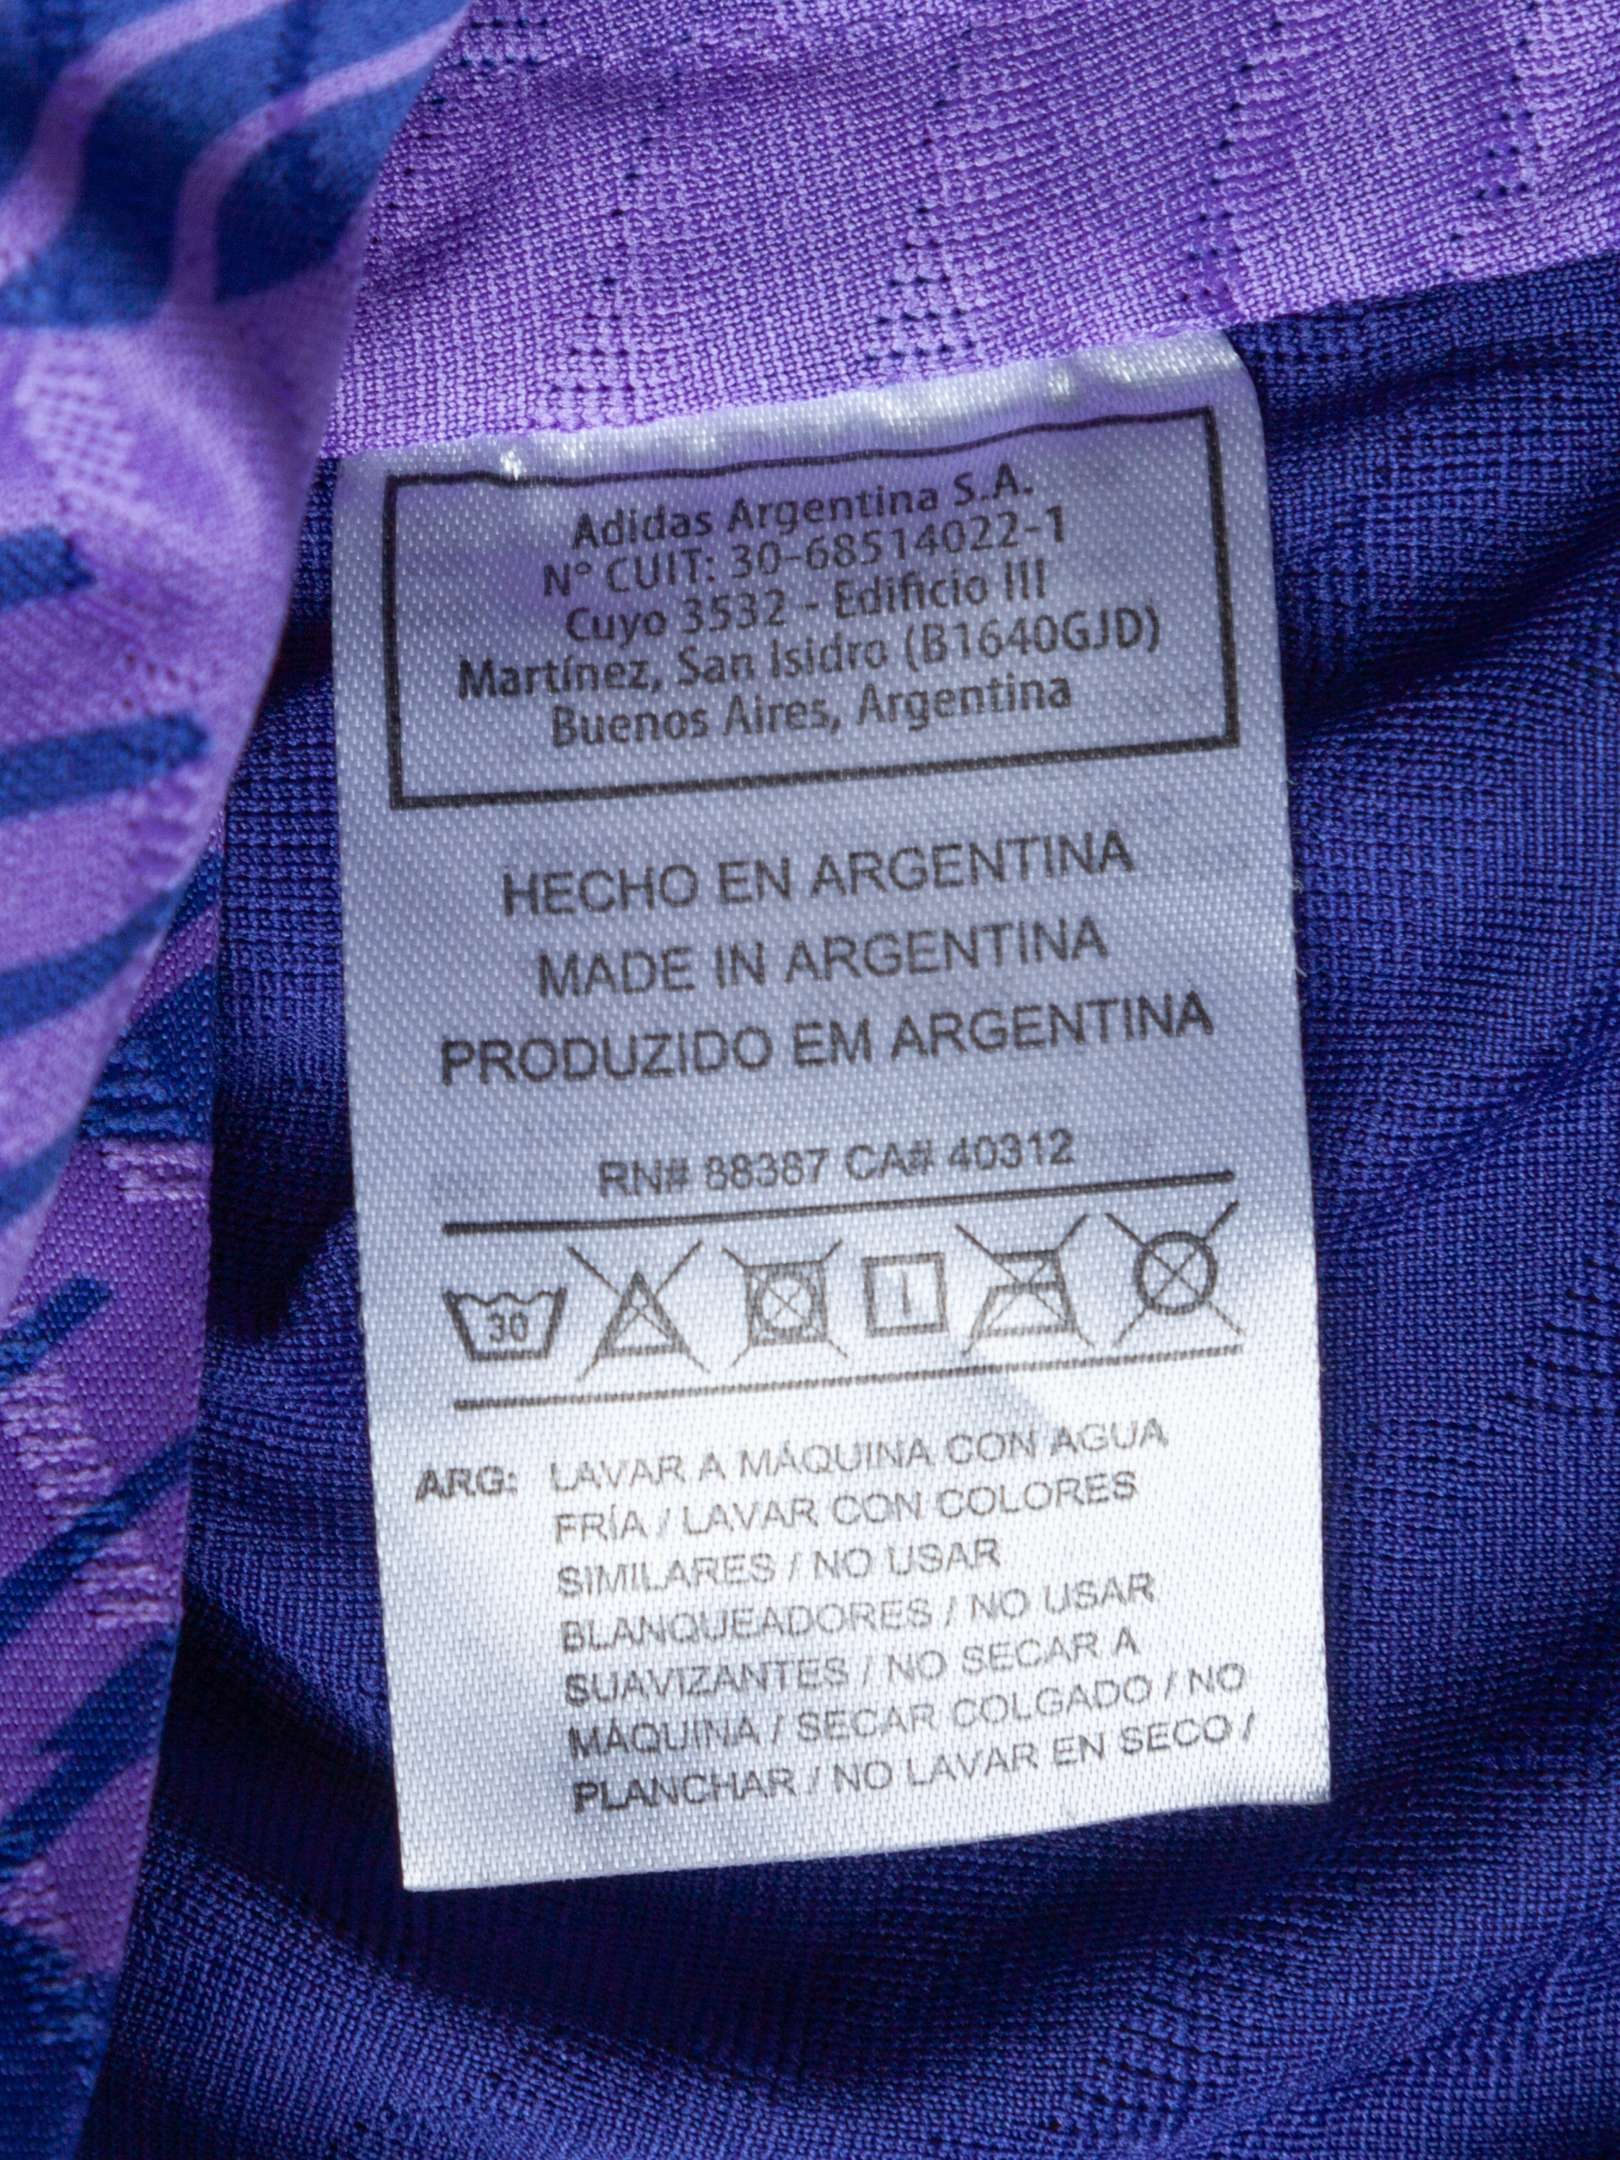 Adidas Argentina S.A.
N° CUIT: 30-68514022-1
Cuyo 3532 - Edificio III
Martínez, San Isidro (B1640GJD)
Buenos Aires, Argentina
HECHO EN ARGENTINA
MADE IN ARGENTINA
PRODUZIDO EM ARGENTINA
RN# 88387 CA# 40312
30
ARG: LAVAR A MÁQUINA CON AGUA
FRÍA / LAVAR CON COLORES
SIMILARES / NO USAR
BLANQUEADORES / NO USAR
SUAVIZANTES / NO SECAR A
MÁQUINA / SECAR COLGADO / NO
PLANCHAR / NO LAVAR EN SECO /